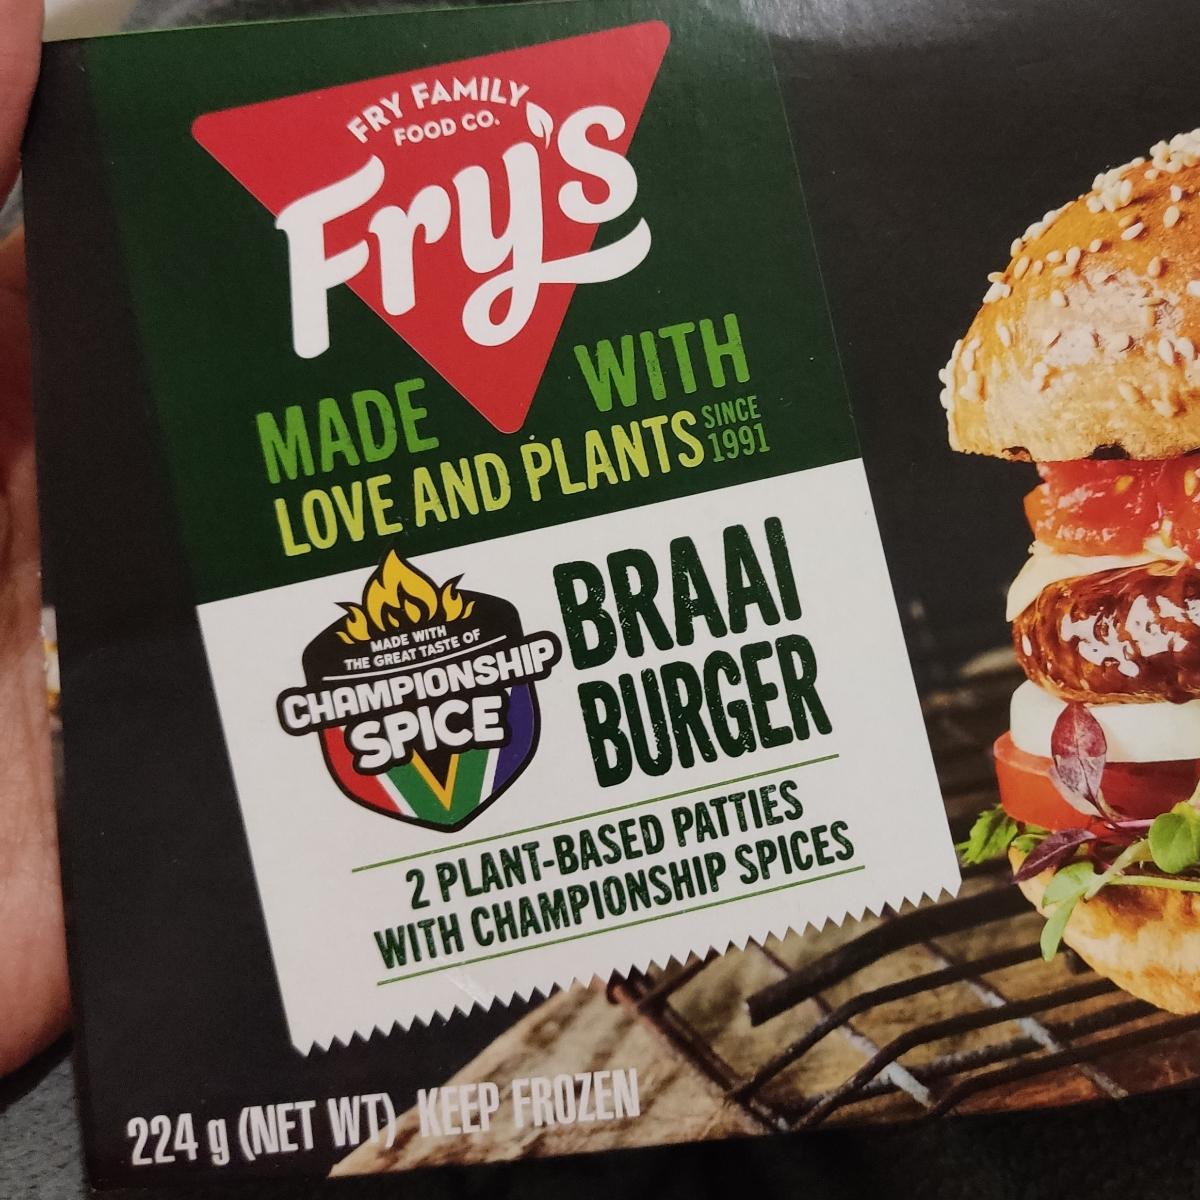 FRY FAMILY
FOOD CO.
Fry's
MADE WITH
LOVE AND PLANTS SINCE
1991
MADE WITH
THE GREAT TASTE OF
CHAMPIONSHIP
SPICE
BRAAI
BURGER
2 PLANT-BASED PATTIES
WITH CHAMPIONSHIP SPICES
224 g (NET WT) KEEP FROZEN